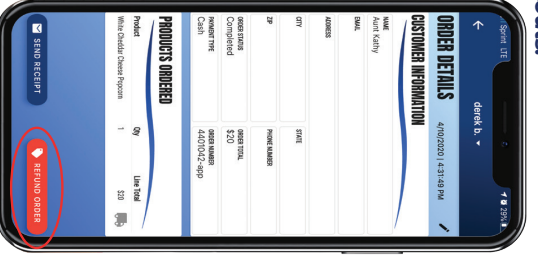 Sprint LTE
29%
derek b.
ORDER DETAILS
4/10/2020 | 4:31:49 PM
CUSTOMER INFORMATION
NAME
Aunt Kathy
EMAIL
ADDRESS
CITY
STATE
ZIP
PHONE NUMBER
ORDER STATUS
Completed
ORDER TOTAL
$20
PAYMENT TYPE
Cash
ORDER NUMBER
4401042-app
PRODUCTS ORDERED
Product
Qty
Line Total
White Cheddar Cheese Popcorn
1
$20
SEND RECEIPT
REFUND ORDER